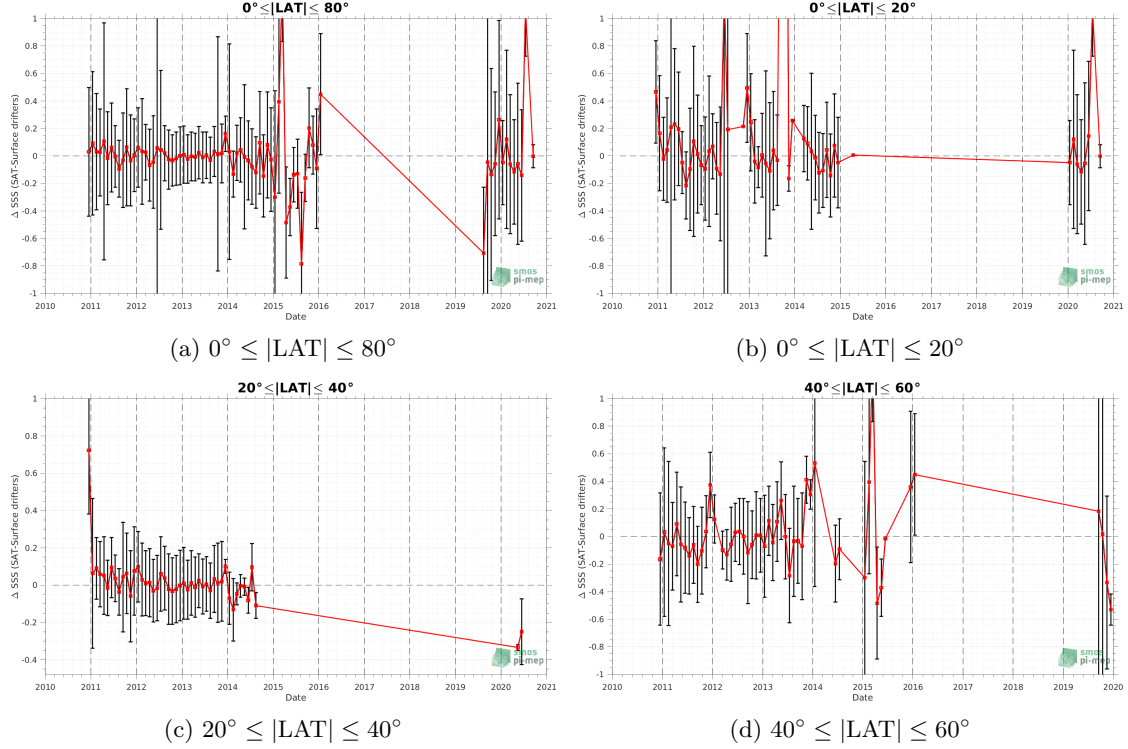 0°≤|LAT|≤ 80°
Δ SSS (SAT-Surface drifters)
1
0.8
0.6
0.4
0.2
0
-0.2
-0.4
-0.6
-0.8
-1
2010 2011 2012 2013 2014 2015 2016 2017 2018 2019 2020 2021
Date
smos
pi-mep
(a) 0° ≤ |LAT| ≤ 80°
0°≤|LAT|≤ 20°
Δ SSS (SAT-Surface drifters)
1
0.8
0.6
0.4
0.2
0
-0.2
-0.4
-0.6
-0.8
-1
2010 2011 2012 2013 2014 2015 2016 2017 2018 2019 2020 2021
Date
smos
pi-mep
(b) 0° ≤ |LAT| ≤ 20°
20°≤|LAT|≤ 40°
Δ SSS (SAT-Surface drifters)
1
0.8
0.6
0.4
0.2
0
-0.2
-0.4
2010 2011 2012 2013 2014 2015 2016 2017 2018 2019 2020 2021
Date
smos
pi-mep
(c) 20° ≤ |LAT| ≤ 40°
40°≤|LAT|≤ 60°
Δ SSS (SAT-Surface drifters)
1
0.8
0.6
0.4
0.2
0
-0.2
-0.4
-0.6
-0.8
-1
2010 2011 2012 2013 2014 2015 2016 2017 2018 2019 2020
Date
smos
pi-mep
(d) 40° ≤ |LAT| ≤ 60°